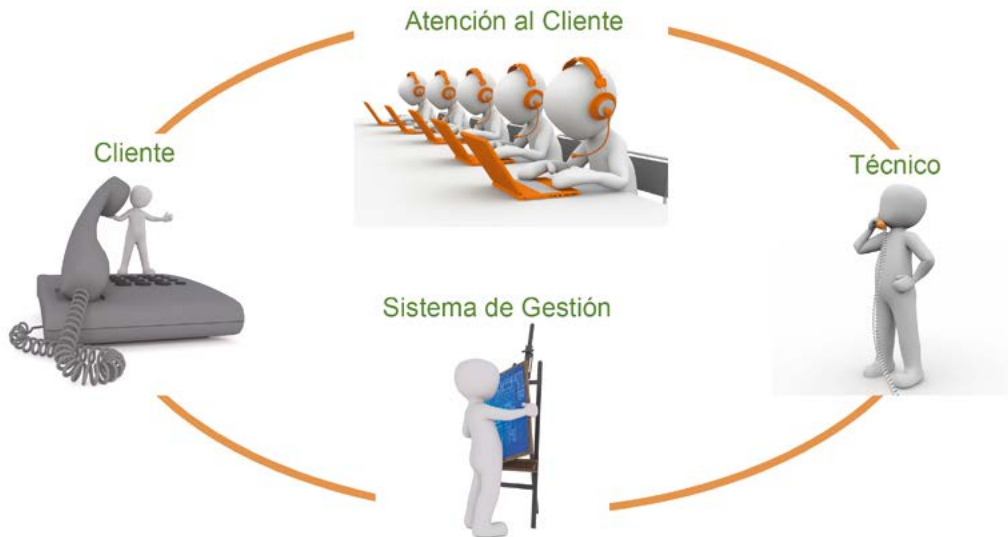 Atención al Cliente
Cliente
Técnico
Sistema de Gestión